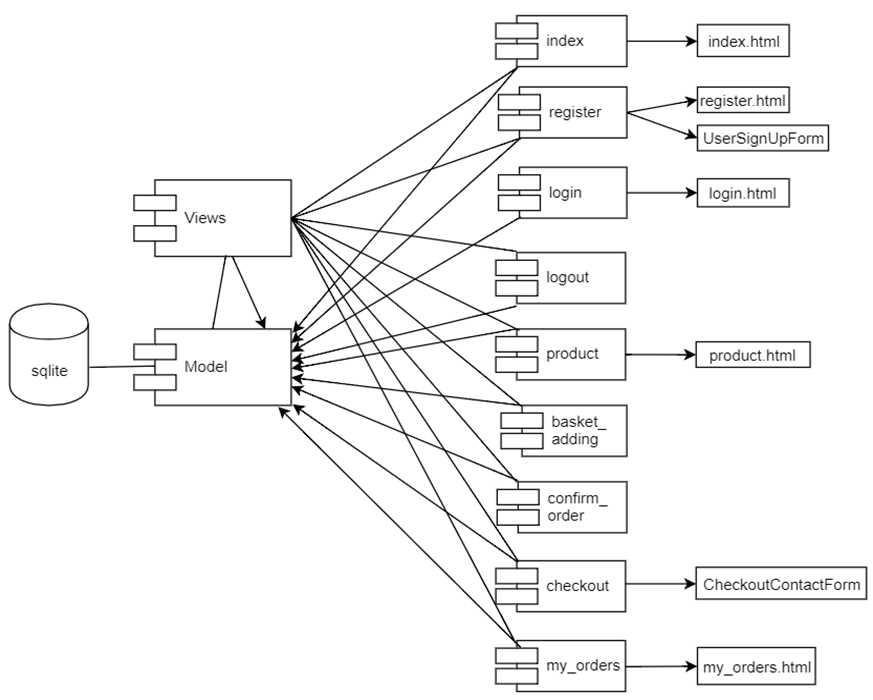 index
index.html
register
register.html
UserSignUpForm
login
login.html
Views
logout
sqlite
Model
product
product.html
basket_
adding
confirm_
order
checkout
CheckoutContactForm
my_orders
my_orders.html